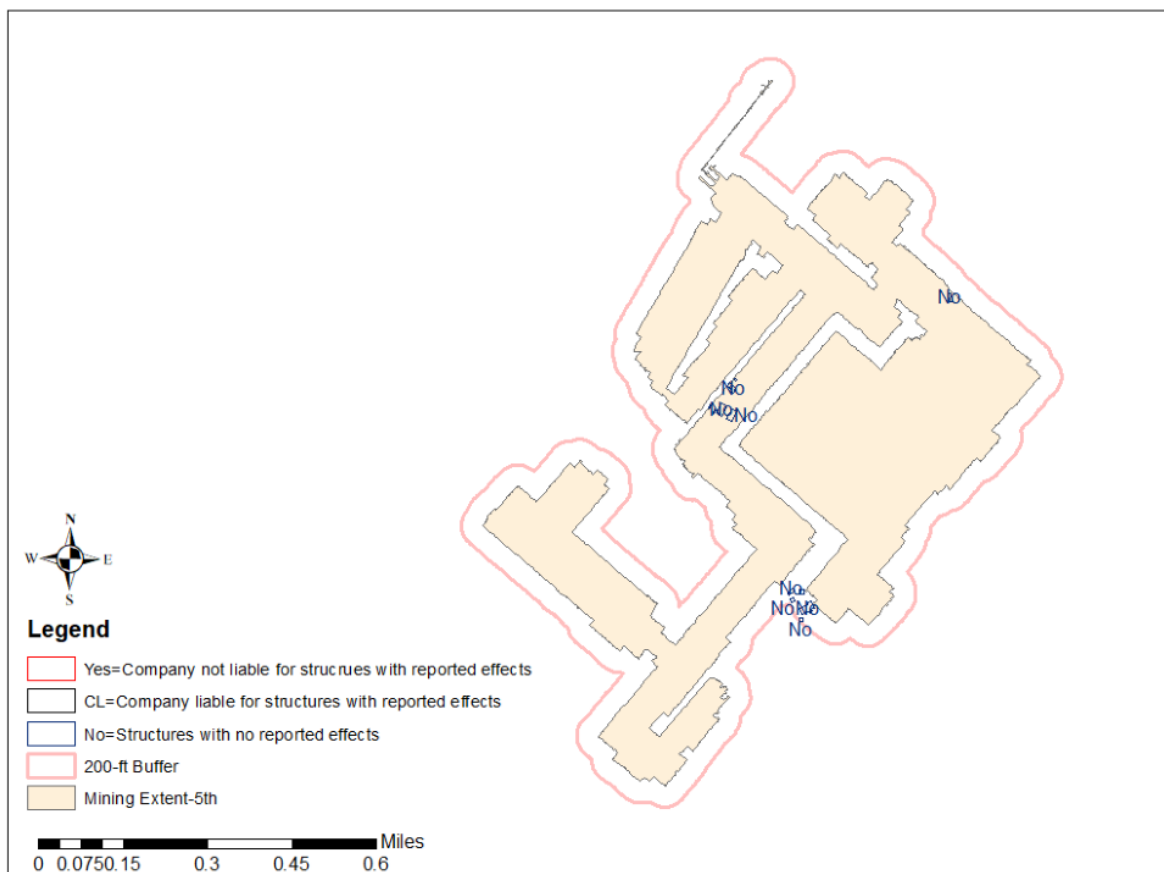 No
No
No No
No
No No
No
N
W E
S
Legend
Yes=Company not liable for strucrues with reported effects
CL=Company liable for structures with reported effects
No=Structures with no reported effects
200-ft Buffer
Mining Extent-5th
Miles
0 0.0750.15 0.3 0.45 0.6